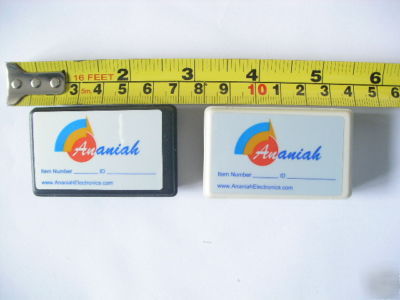 16 FEET 2 3 4 5 6
5m. 3 4 5 6 7 8 9 10 1 2 3 4 5 6
Ananiah
Item Number ID
www.AnaniahElectronics.com
Ananiah
Item Number ID
www.AnaniahElectronics.com